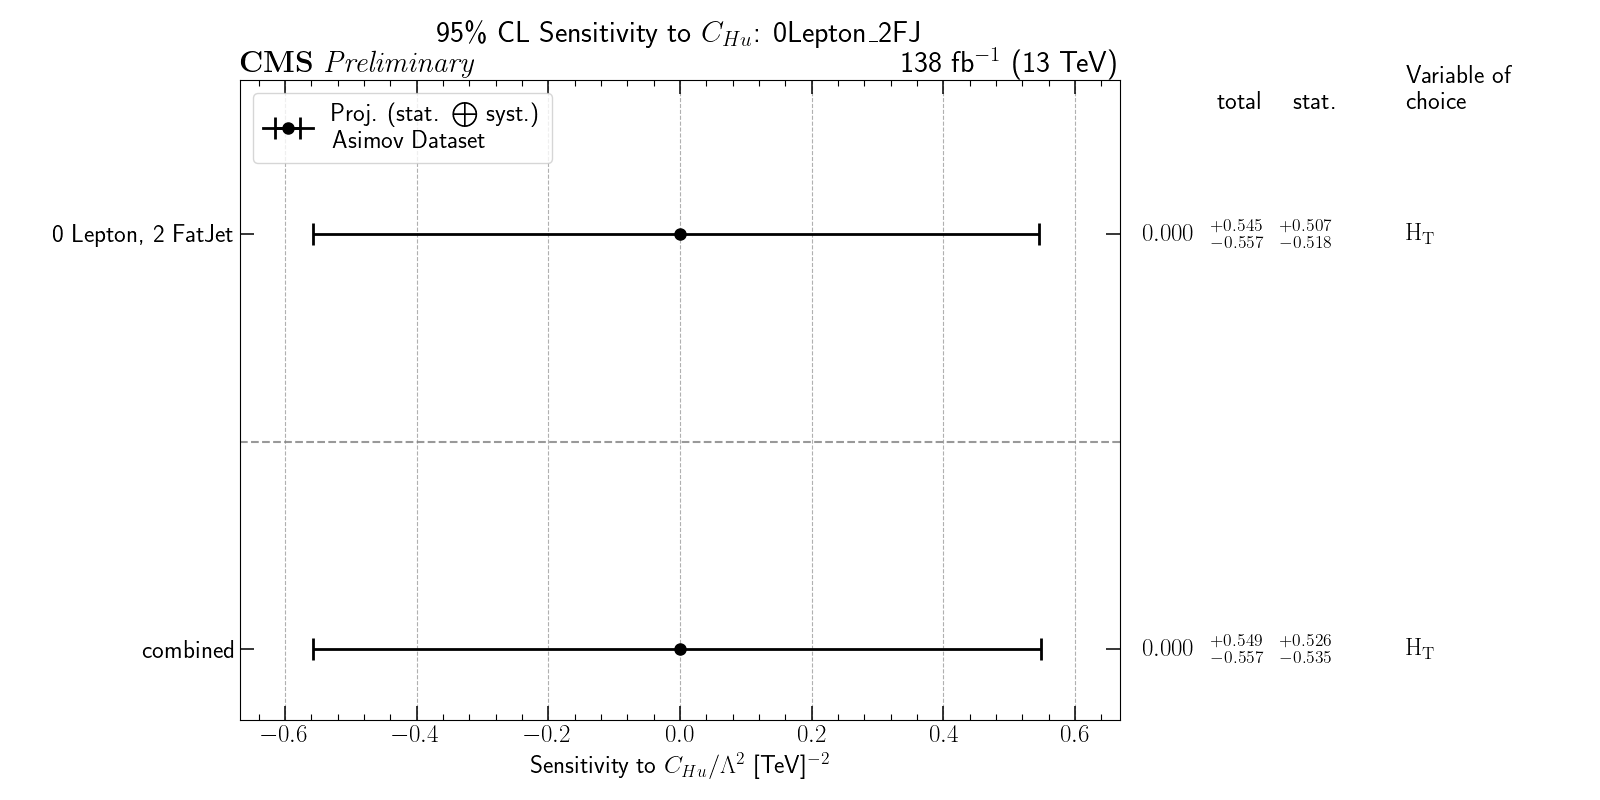 95% CL Sensitivity to C_{Hu}: 0Lepton_2FJ
CMS Preliminary
138 fb^{-1} (13 TeV)
Variable of
choice
total stat.
Proj. (stat. ⊕ syst.)
Asimov Dataset
0 Lepton, 2 FatJet
0.000 +0.545 −0.557 +0.507 −0.518 H_T
combined
0.000 +0.549 −0.557 +0.526 −0.535 H_T
−0.6 −0.4 −0.2 0.0 0.2 0.4 0.6
Sensitivity to C_{Hu}/Λ^2 [TeV]^{-2}